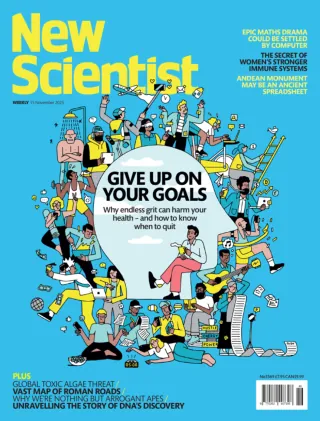 New
Scientist
WEEKLY 15 November 2025
EPIC MATHS DRAMA
COULD BE SETTLED
BY COMPUTER
THE SECRET OF
WOMEN'S STRONGER
IMMUNE SYSTEMS
ANDEAN MONUMENT
MAY BE AN ANCIENT
SPREADSHEET
GIVE UP ON
YOUR GOALS
Why endless grit can harm your
health – and how to know
when to quit
PLUS
GLOBAL TOXIC ALGAE THREAT /
VAST MAP OF ROMAN ROADS /
WHY WE'RE NOTHING BUT ARROGANT APES /
UNRAVELLING THE STORY OF DNA'S DISCOVERY